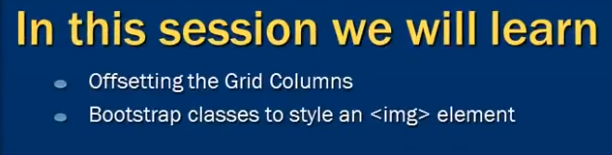 In this session we will learn
Offsetting the Grid Columns
Bootstrap classes to style an <img> element